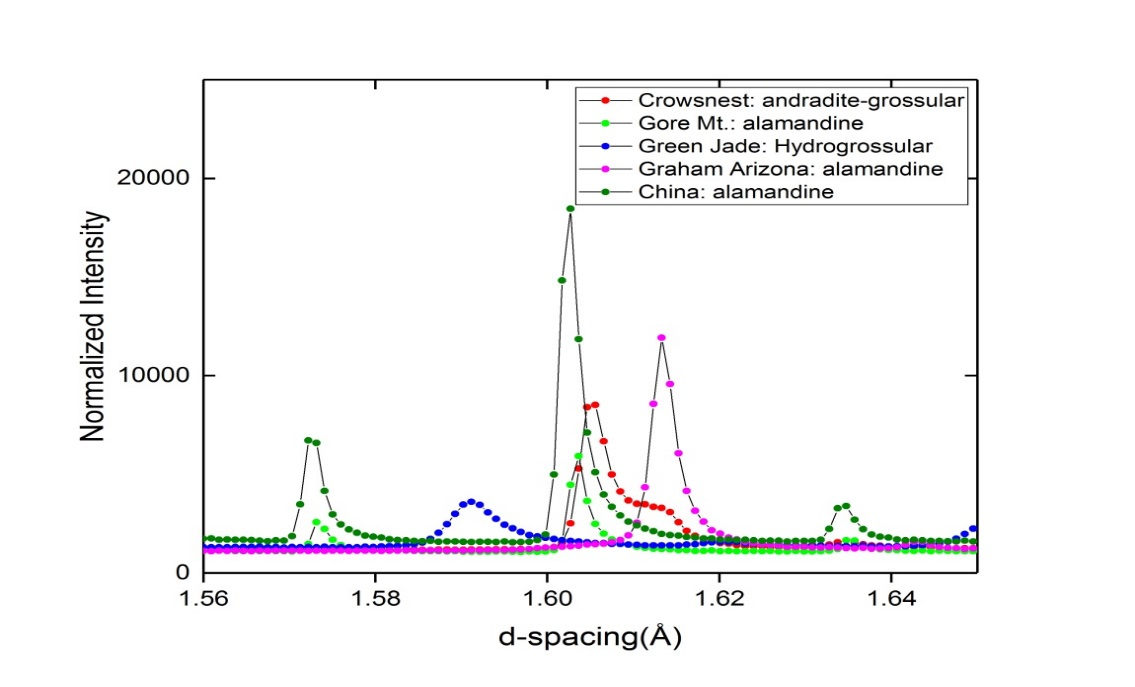 Crowsnest: andradite-grossular
Gore Mt.: alamandine
Green Jade: Hydrogrossular
Graham Arizona: alamandine
China: alamandine
20000
10000
0
Normalized Intensity
1.56 1.58 1.60 1.62 1.64
d-spacing(Å)